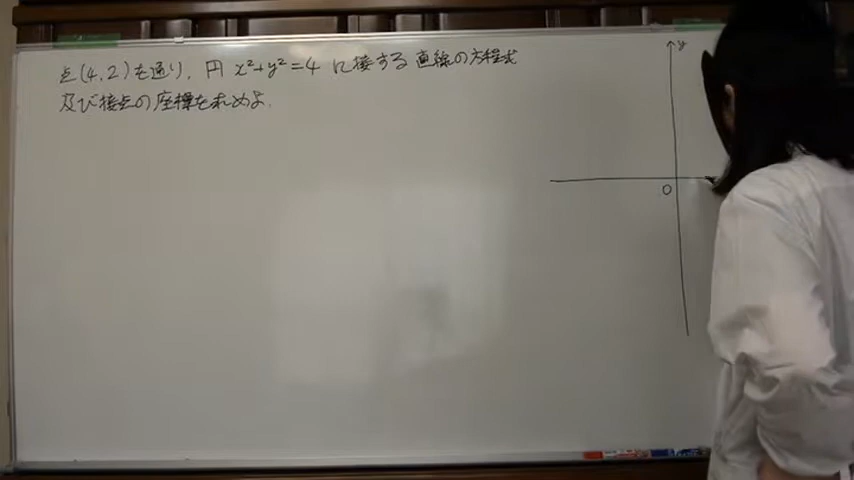 点(4,2)を通り、円 x²+y²=4 に接する直線の方程式
及び接点の座標を求めよ.
y
O